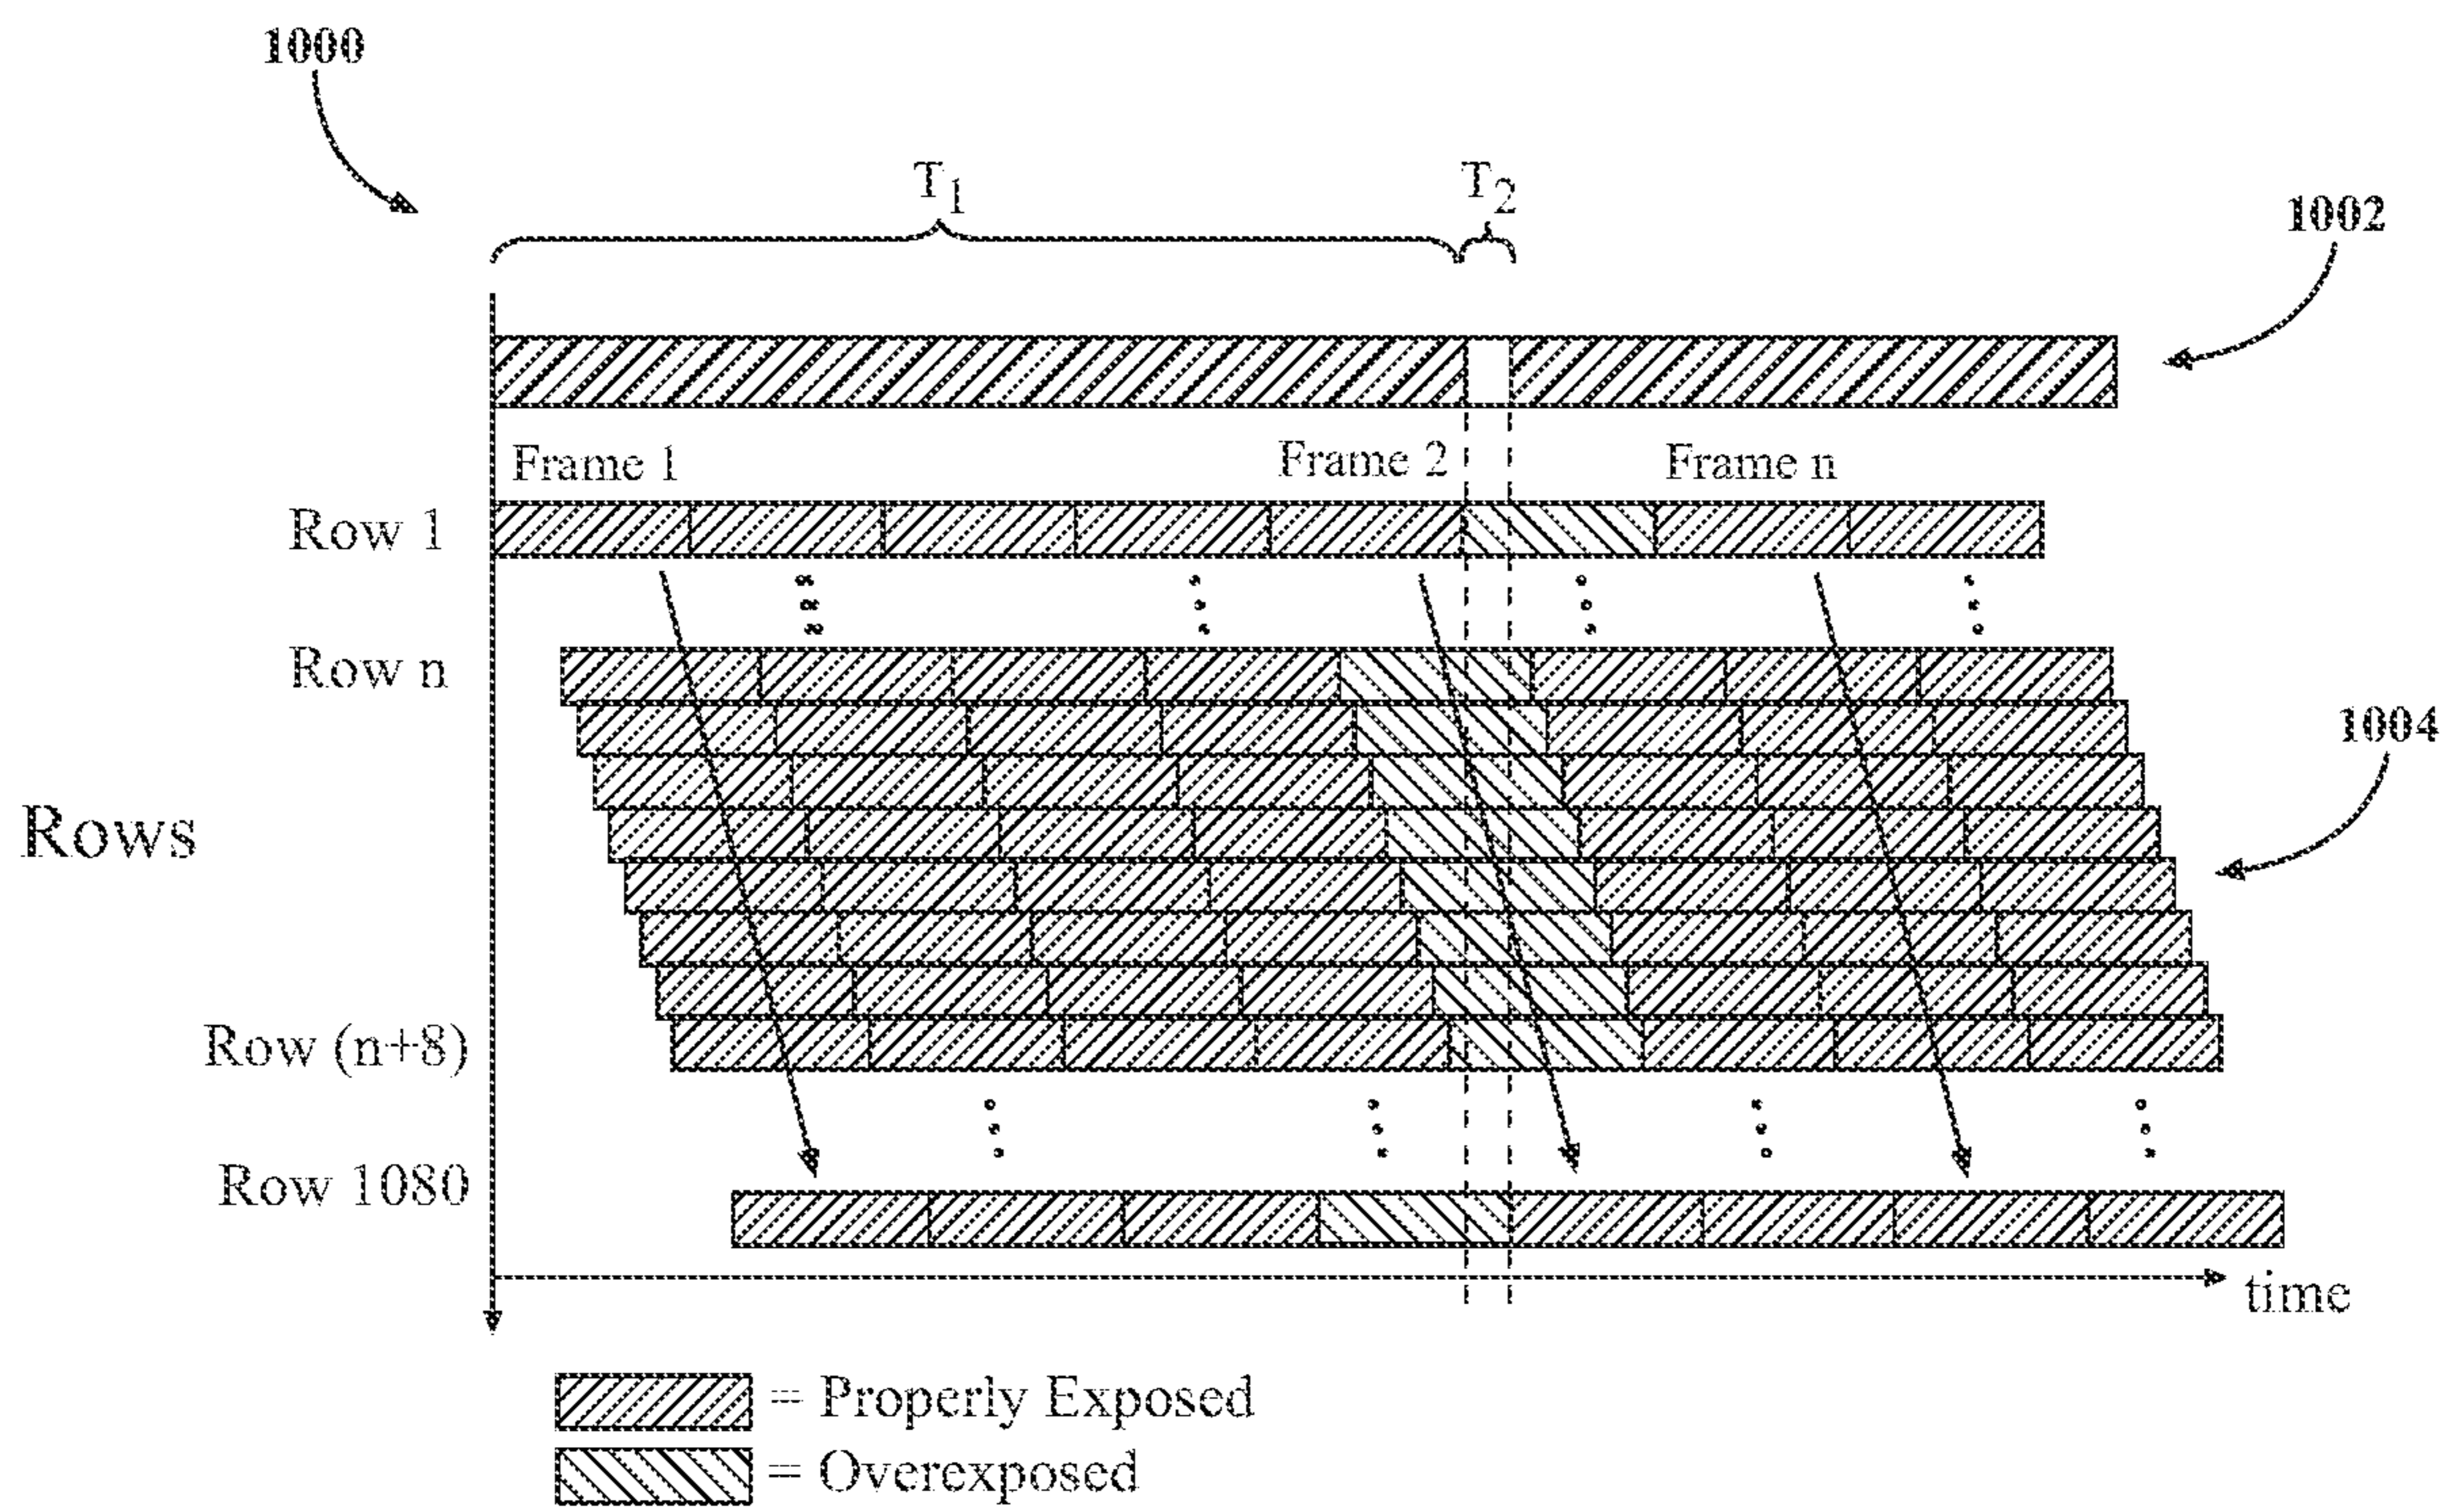 1000
T1 T2
1002
Frame 1 Frame 2 Frame n
Row 1
Row n
1004
Rows
Row (n+8)
Row 1080
time
= Properly Exposed
= Overexposed